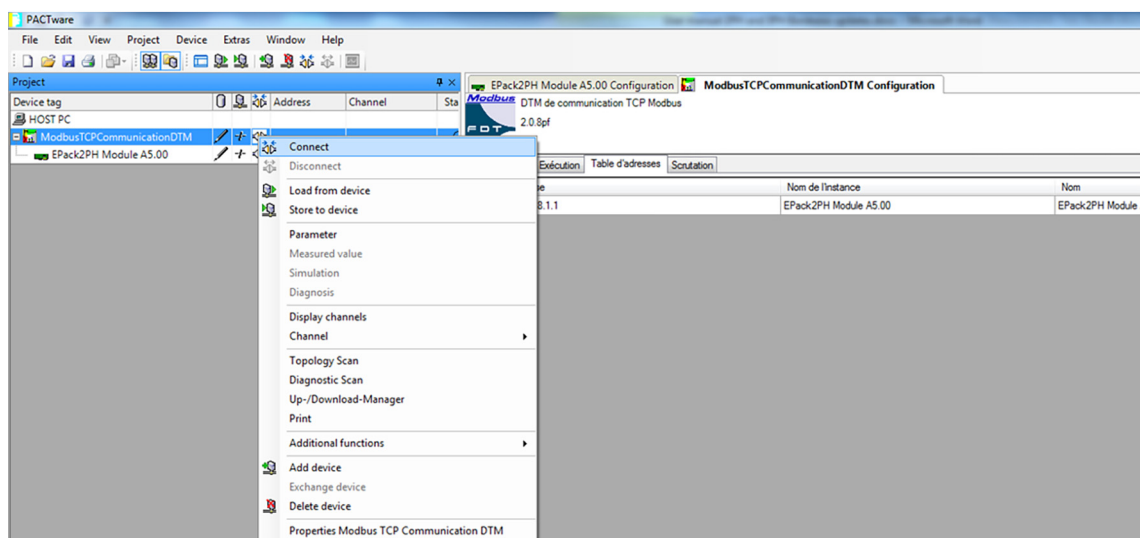 PACTware
File Edit View Project Device Extras Window Help
Project
EPack2PH Module A5.00 Configuration ModbusTCPCommunicationDTM Configuration
Device tag Address Channel Sta
Modbus
FDT
DTM de communication TCP Modbus
2.0.8pf
HOST PC
ModbusTCPCommunicationDTM
EPack2PH Module A5.00
Exécution Table d'adresses Scrutation
Nom de l'instance Nom
8.1.1 EPack2PH Module A5.00 EPack2PH Module
Connect
Disconnect
Load from device
Store to device
Parameter
Measured value
Simulation
Diagnosis
Display channels
Channel
Topology Scan
Diagnostic Scan
Up-/Download-Manager
Print
Additional functions
Add device
Exchange device
Delete device
Properties Modbus TCP Communication DTM